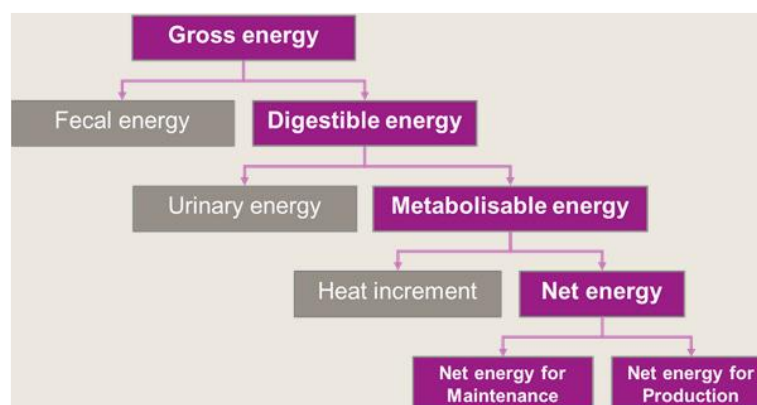 Gross energy
Fecal energy
Digestible energy
Urinary energy
Metabolisable energy
Heat increment
Net energy
Net energy for
Maintenance
Net energy for
Production